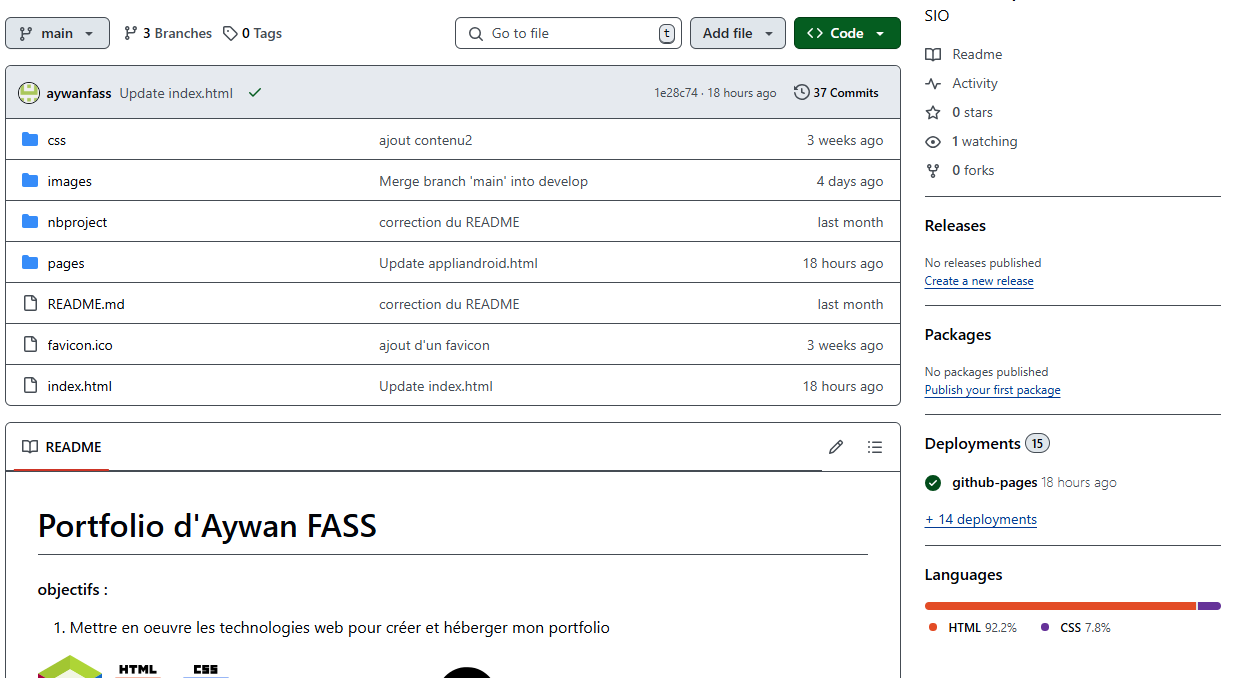 main 3 Branches 0 Tags Go to file t Add file Code
aywanfass Update index.html 1e28c74 · 18 hours ago 37 Commits
css ajout contenu2 3 weeks ago
images Merge branch 'main' into develop 4 days ago
nbproject correction du README last month
pages Update appliandroid.html 18 hours ago
README.md correction du README last month
favicon.ico ajout d'un favicon 3 weeks ago
index.html Update index.html 18 hours ago
README
Portfolio d'Aywan FASS
objectifs :
1. Mettre en oeuvre les technologies web pour créer et héberger mon portfolio
HTML CSS
SIO
Readme
Activity
0 stars
1 watching
0 forks
Releases
No releases published
Create a new release
Packages
No packages published
Publish your first package
Deployments 15
github-pages 18 hours ago
+ 14 deployments
Languages
HTML 92.2% CSS 7.8%